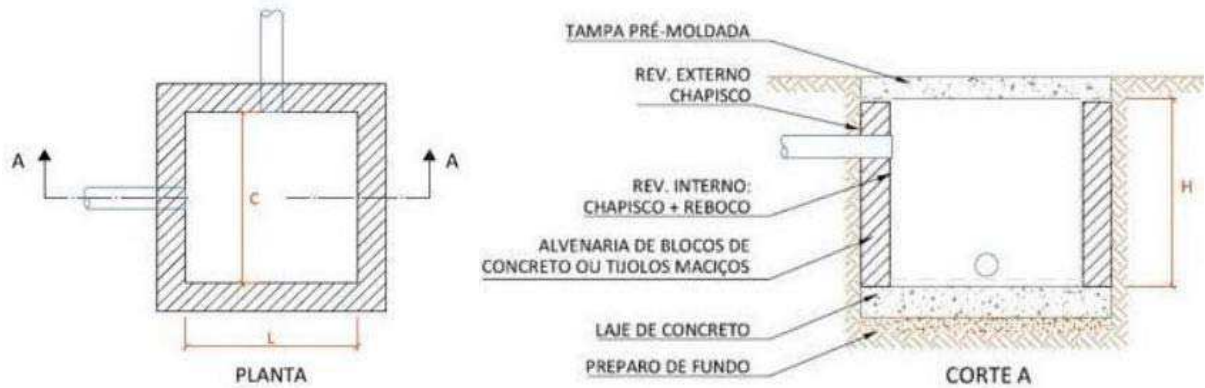 A
A
C
L
PLANTA
TAMPA PRÉ-MOLDADA
REV. EXTERNO
CHAPISCO
REV. INTERNO:
CHAPISCO + REBOCO
ALVENARIA DE BLOCOS DE
CONCRETO OU TIJOLOS MACIÇOS
LAJE DE CONCRETO
PREPARO DE FUNDO
H
CORTE A